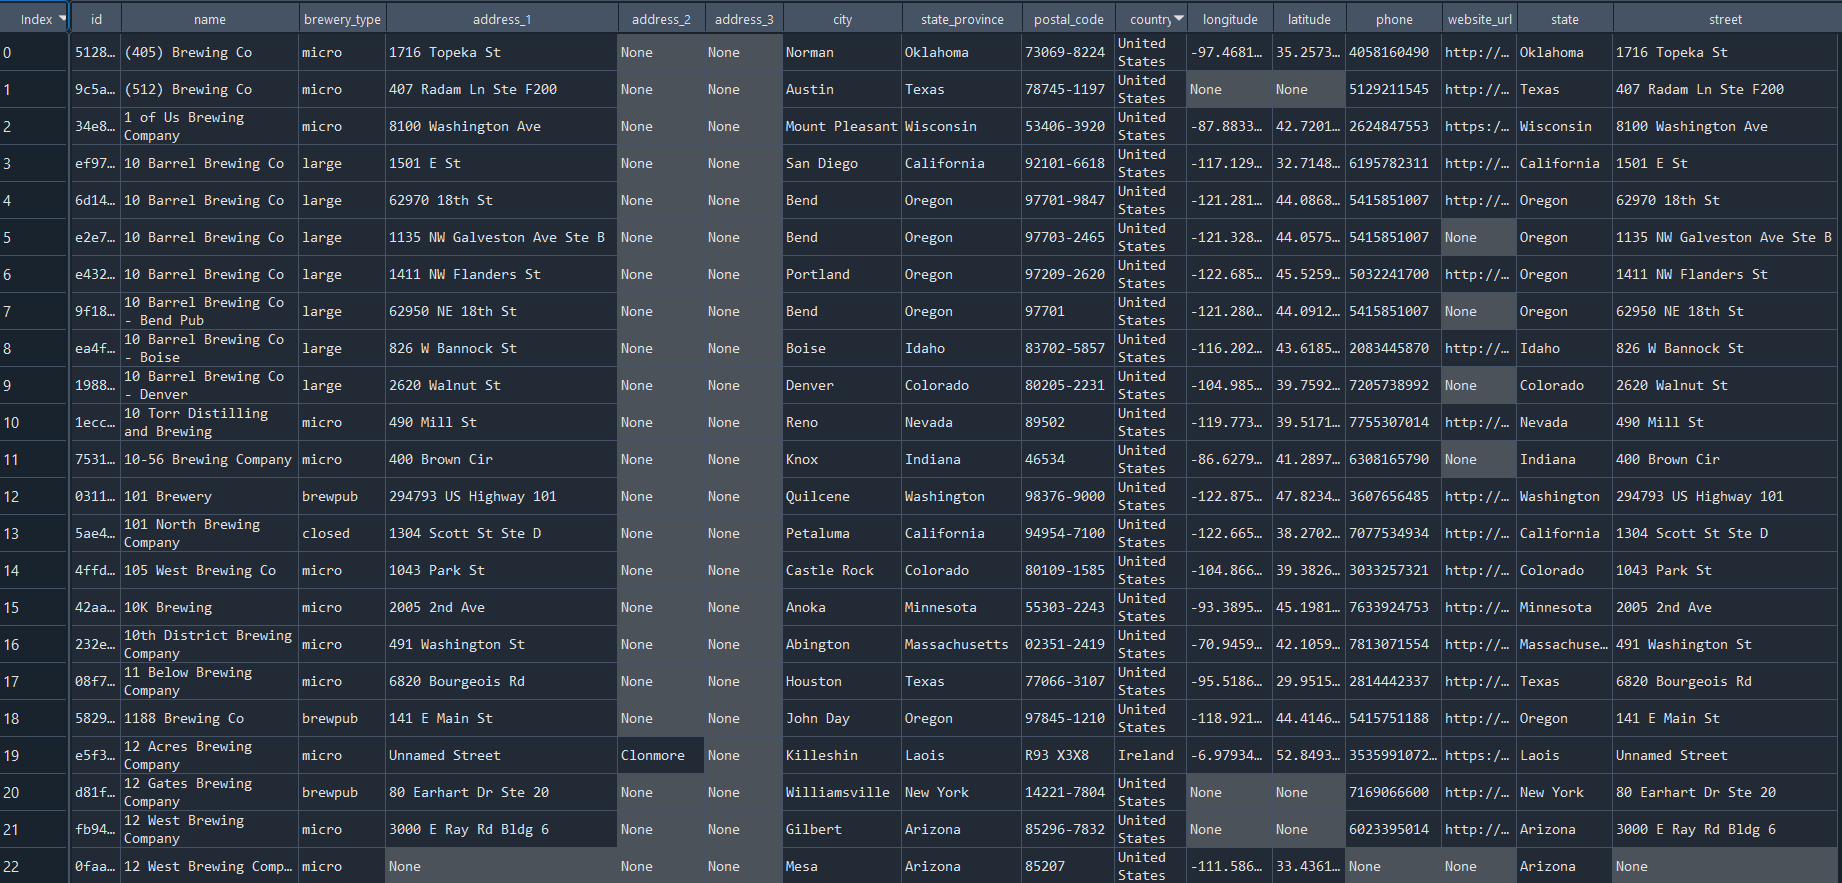 Index id name brewery_type address_1 address_2 address_3 city state_province postal_code country longitude latitude phone website_url state street
0 5128… (405) Brewing Co micro 1716 Topeka St None None Norman Oklahoma 73069-8224 United States -97.4681… 35.2573… 4058160490 http://… Oklahoma 1716 Topeka St
1 9c5a… (512) Brewing Co micro 407 Radam Ln Ste F200 None None Austin Texas 78745-1197 United States None None 5129211545 http://… Texas 407 Radam Ln Ste F200
2 34e8… 1 of Us Brewing Company micro 8100 Washington Ave None None Mount Pleasant Wisconsin 53406-3920 United States -87.8833… 42.7201… 2624847553 https:/… Wisconsin 8100 Washington Ave
3 ef97… 10 Barrel Brewing Co large 1501 E St None None San Diego California 92101-6618 United States -117.129… 32.7148… 6195782311 http://… California 1501 E St
4 6d14… 10 Barrel Brewing Co large 62970 18th St None None Bend Oregon 97701-9847 United States -121.281… 44.0868… 5415851007 http://… Oregon 62970 18th St
5 e2e7… 10 Barrel Brewing Co large 1135 NW Galveston Ave Ste B None None Bend Oregon 97703-2465 United States -121.328… 44.0575… 5415851007 None Oregon 1135 NW Galveston Ave Ste B
6 e432… 10 Barrel Brewing Co large 1411 NW Flanders St None None Portland Oregon 97209-2620 United States -122.685… 45.5259… 5032241700 http://… Oregon 1411 NW Flanders St
7 9f18… 10 Barrel Brewing Co - Bend Pub large 62950 NE 18th St None None Bend Oregon 97701 United States -121.280… 44.0912… 5415851007 None Oregon 62950 NE 18th St
8 ea4f… 10 Barrel Brewing Co - Boise large 826 W Bannock St None None Boise Idaho 83702-5857 United States -116.202… 43.6185… 2083445870 http://… Idaho 826 W Bannock St
9 1988… 10 Barrel Brewing Co - Denver large 2620 Walnut St None None Denver Colorado 80205-2231 United States -104.985… 39.7592… 7205738992 None Colorado 2620 Walnut St
10 1ecc… 10 Torr Distilling and Brewing micro 490 Mill St None None Reno Nevada 89502 United States -119.773… 39.5171… 7755307014 http://… Nevada 490 Mill St
11 7531… 10-56 Brewing Company micro 400 Brown Cir None None Knox Indiana 46534 United States -86.6279… 41.2897… 6308165790 None Indiana 400 Brown Cir
12 0311… 101 Brewery brewpub 294793 US Highway 101 None None Quilcene Washington 98376-9000 United States -122.875… 47.8234… 3607656485 http://… Washington 294793 US Highway 101
13 5ae4… 101 North Brewing Company closed 1304 Scott St Ste D None None Petaluma California 94954-7100 United States -122.665… 38.2702… 7077534934 http://… California 1304 Scott St Ste D
14 4ffd… 105 West Brewing Co micro 1043 Park St None None Castle Rock Colorado 80109-1585 United States -104.866… 39.3826… 3033257321 http://… Colorado 1043 Park St
15 42aa… 10K Brewing micro 2005 2nd Ave None None Anoka Minnesota 55303-2243 United States -93.3895… 45.1981… 7633924753 http://… Minnesota 2005 2nd Ave
16 232e… 10th District Brewing Company micro 491 Washington St None None Abington Massachusetts 02351-2419 United States -70.9459… 42.1059… 7813071554 http://… Massachuse… 491 Washington St
17 08f7… 11 Below Brewing Company micro 6820 Bourgeois Rd None None Houston Texas 77066-3107 United States -95.5186… 29.9515… 2814442337 http://… Texas 6820 Bourgeois Rd
18 5829… 1188 Brewing Co brewpub 141 E Main St None None John Day Oregon 97845-1210 United States -118.921… 44.4146… 5415751188 http://… Oregon 141 E Main St
19 e5f3… 12 Acres Brewing Company micro Unnamed Street Clonmore None Killeshin Laois R93 X3X8 Ireland -6.97934… 52.8493… 3535991072… https:/… Laois Unnamed Street
20 d81f… 12 Gates Brewing Company brewpub 80 Earhart Dr Ste 20 None None Williamsville New York 14221-7804 United States None None 7169066600 http://… New York 80 Earhart Dr Ste 20
21 fb94… 12 West Brewing Company micro 3000 E Ray Rd Bldg 6 None None Gilbert Arizona 85296-7832 United States None None 6023395014 http://… Arizona 3000 E Ray Rd Bldg 6
22 0faa… 12 West Brewing Comp… micro None None None Mesa Arizona 85207 United States -111.586… 33.4361… None None Arizona None